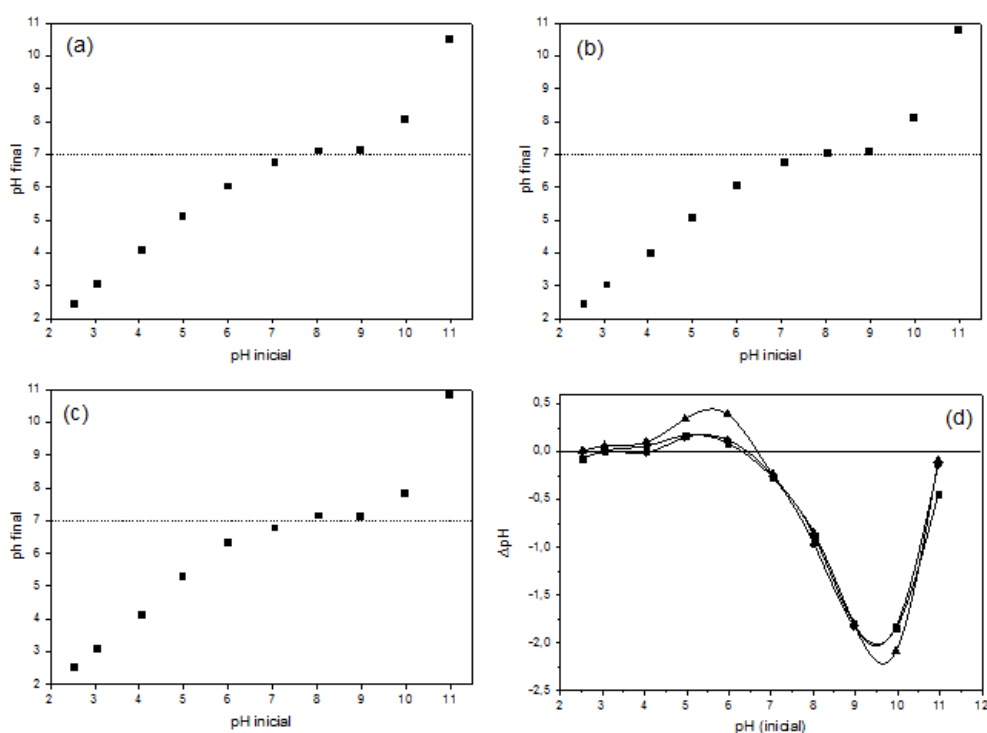 (a)
11
10
9
8
7
6
5
4
3
2
pH final
2 3 4 5 6 7 8 9 10 11
pH inicial
(b)
11
10
9
8
7
6
5
4
3
2
ph final
2 3 4 5 6 7 8 9 10 11
pH inicial
(c)
11
10
9
8
7
6
5
4
3
2
ph final
2 3 4 5 6 7 8 9 10 11
pH inicial
(d)
0,5
0,0
-0,5
-1,0
-1,5
-2,0
-2,5
ΔpH
2 3 4 5 6 7 8 9 10 11 12
pH (inicial)